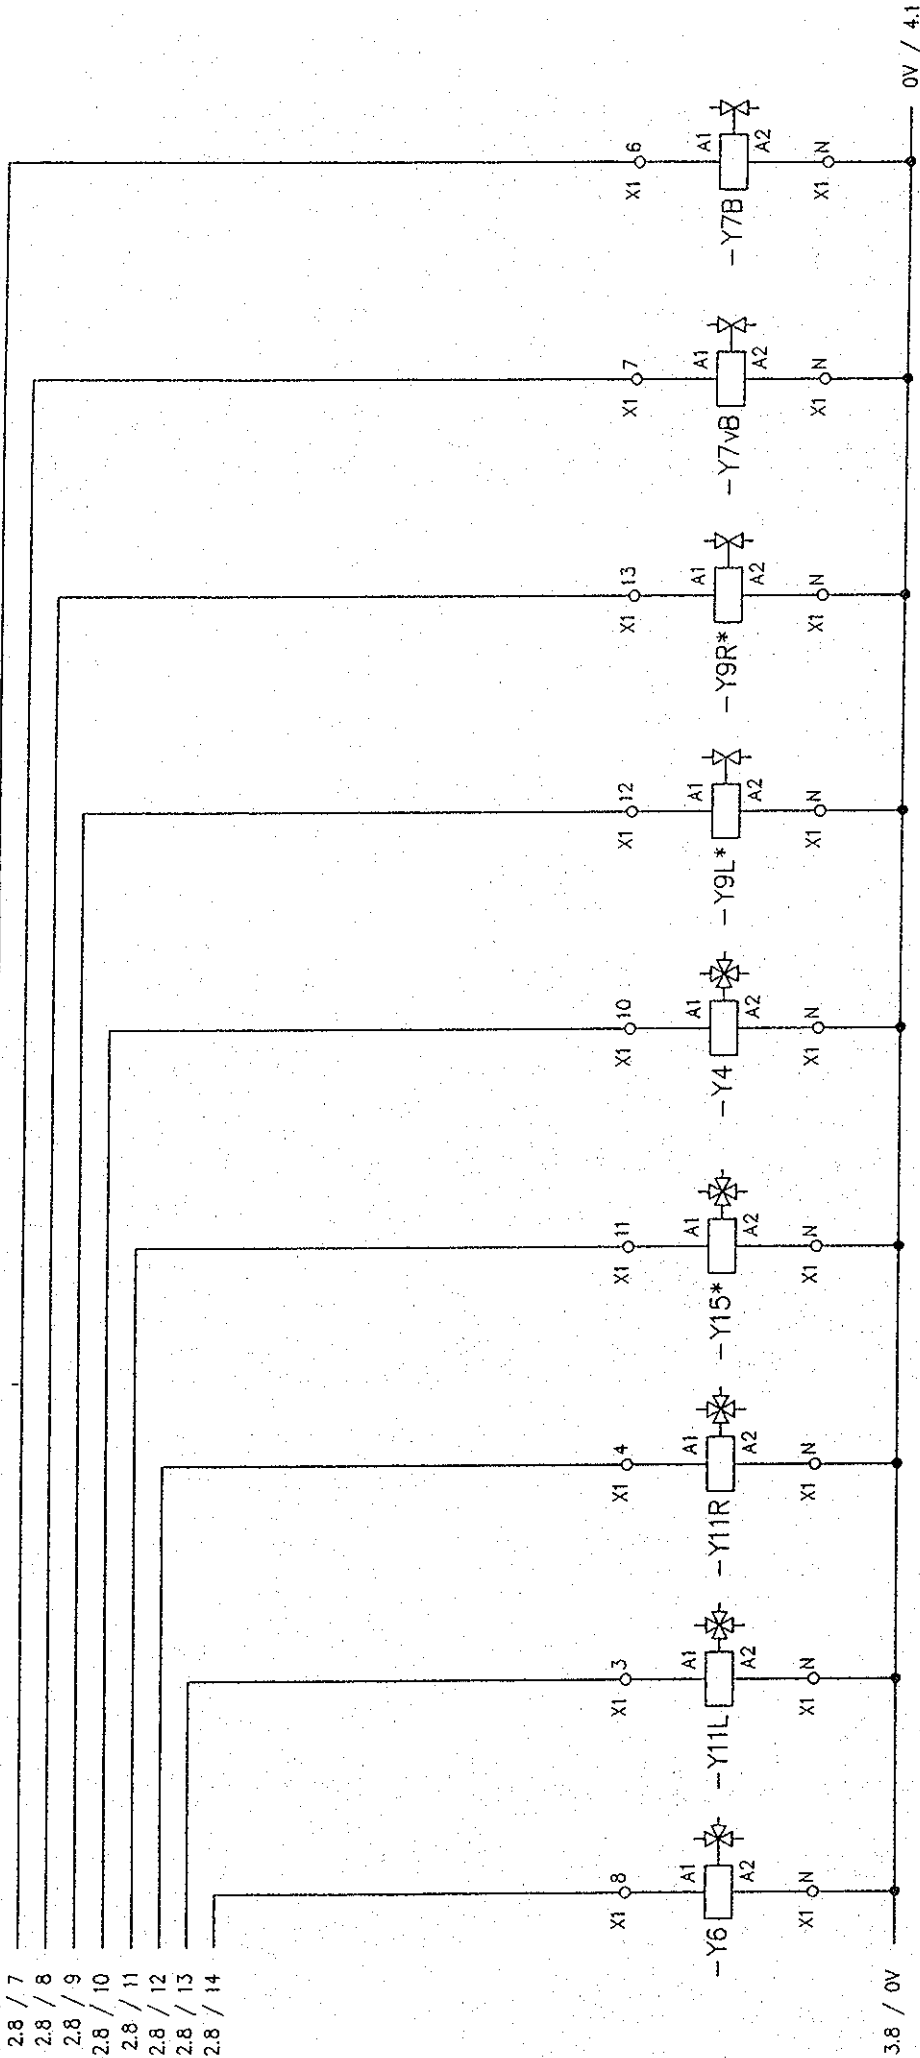 2.8 / 7
2.8 / 8
2.8 / 9
2.8 / 10
2.8 / 11
2.8 / 12
2.8 / 13
2.8 / 14
X1 8
X1 3
X1 4
X1 11
X1 10
X1 12
X1 13
X1 7
X1 6
-Y6 A1 A2
-Y11L A1 A2
-Y11R A1 A2
-Y15* A1 A2
-Y4 A1 A2
-Y9L* A1 A2
-Y9R* A1 A2
-Y7vB A1 A2
-Y7B A1 A2
X1 N
X1 N
X1 N
X1 N
X1 N
X1 N
X1 N
X1 N
X1 N
3.8 / 0V
0V / 4.1